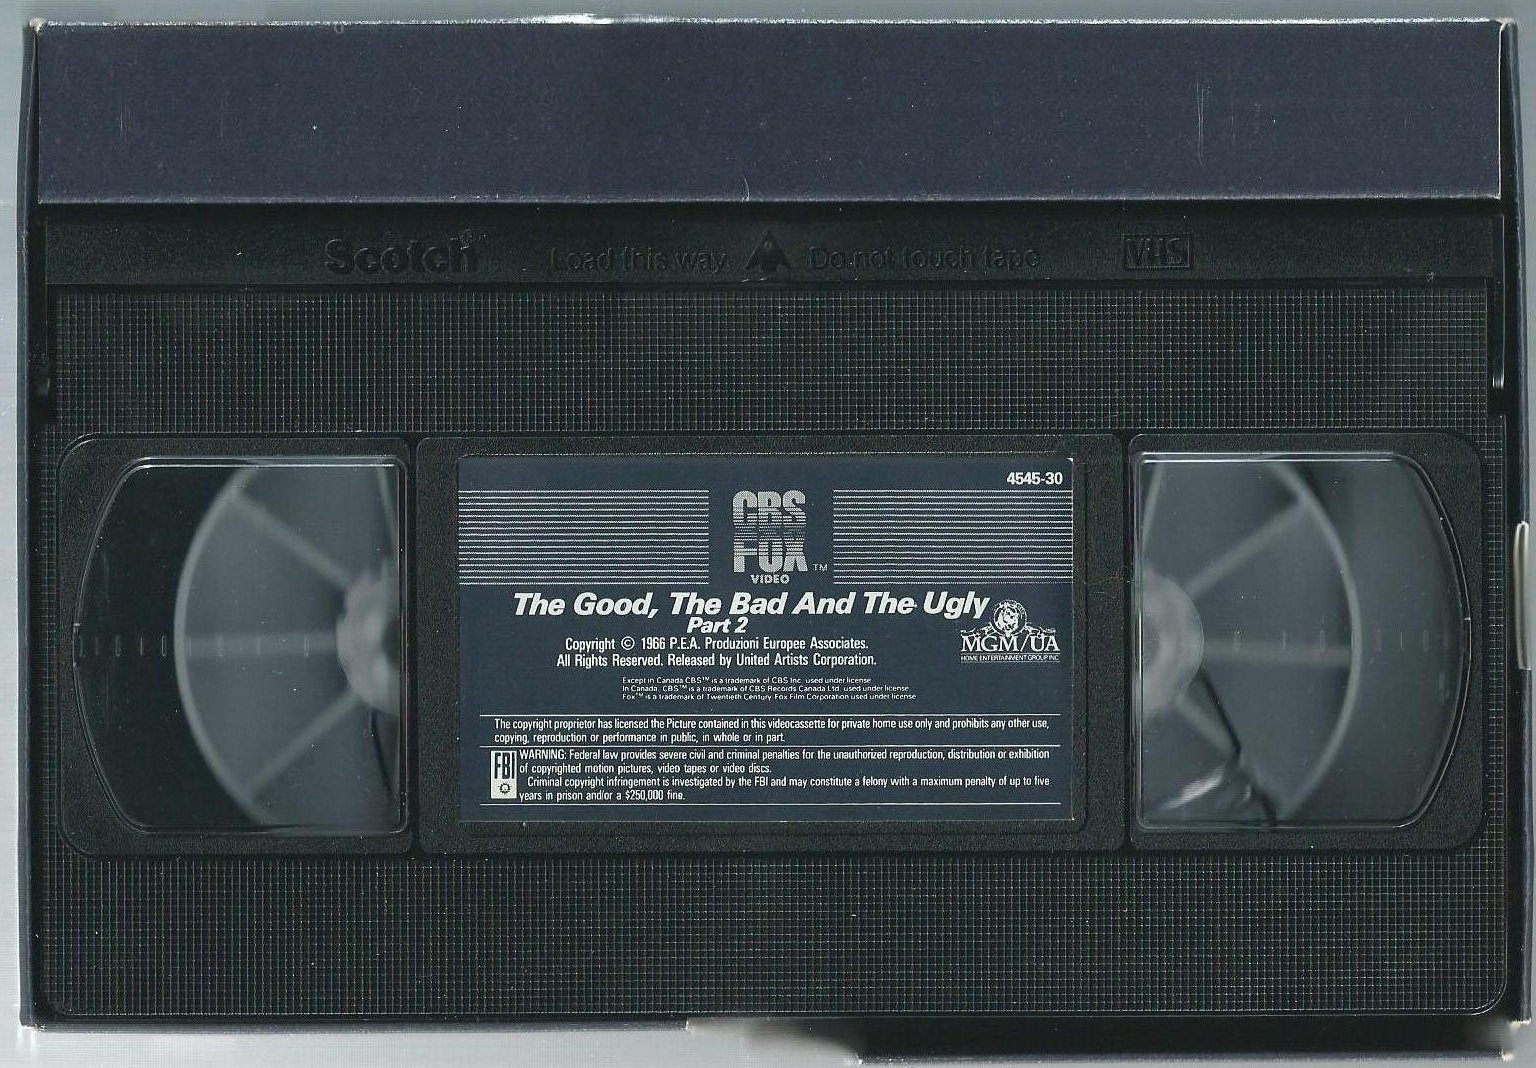 Scotch Load this way Do not touch tape VHS
4545-30
CBS
FOX TM
VIDEO
The Good, The Bad And The Ugly
Part 2
Copyright © 1966 P.E.A. Produzioni Europee Associates.
All Rights Reserved. Released by United Artists Corporation.
MGM/UA
HOME ENTERTAINMENT GROUP INC
Except in Canada CBS™ is a trademark of CBS Inc. used under license
In Canada, CBS™ is a trademark of CBS Records Canada Ltd. used under license
Fox™ is a trademark of Twentieth Century-Fox Film Corporation used under license
The copyright proprietor has licensed the Picture contained in this videocassette for private home use only and prohibits any other use,
copying, reproduction or performance in public, in whole or in part.
FBI WARNING: Federal law provides severe civil and criminal penalties for the unauthorized reproduction, distribution or exhibition
of copyrighted motion pictures, video tapes or video discs.
Criminal copyright infringement is investigated by the FBI and may constitute a felony with a maximum penalty of up to five
years in prison and/or a $250,000 fine.